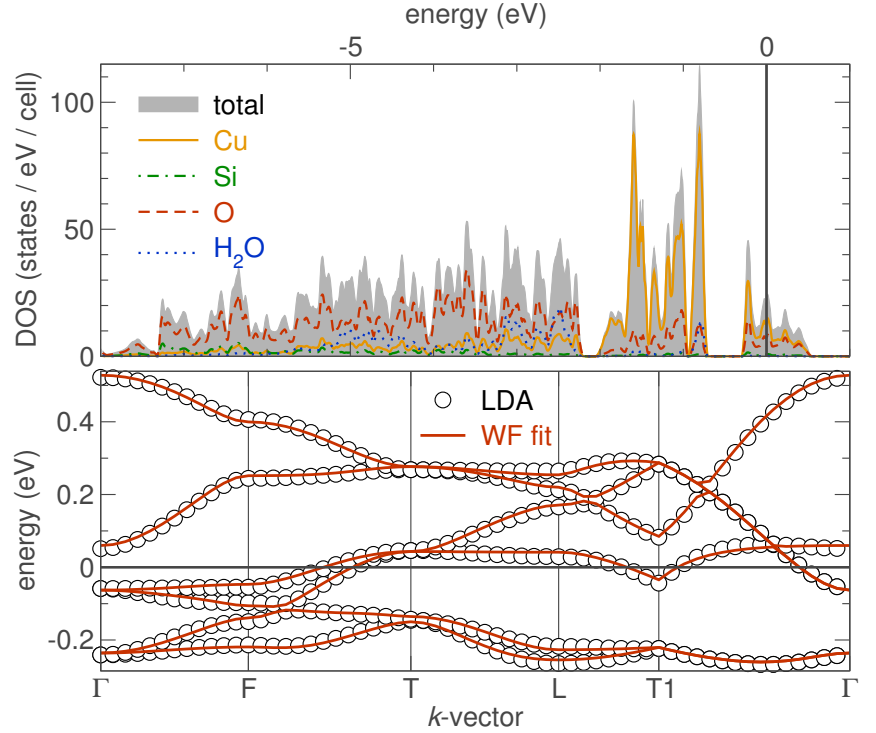 energy (eV)
-5 0
DOS (states / eV / cell)
100
50
0
total
Cu
Si
O
H₂O
energy (eV)
0.4
0.2
0
-0.2
LDA
WF fit
Γ F T L T1 Γ
k-vector